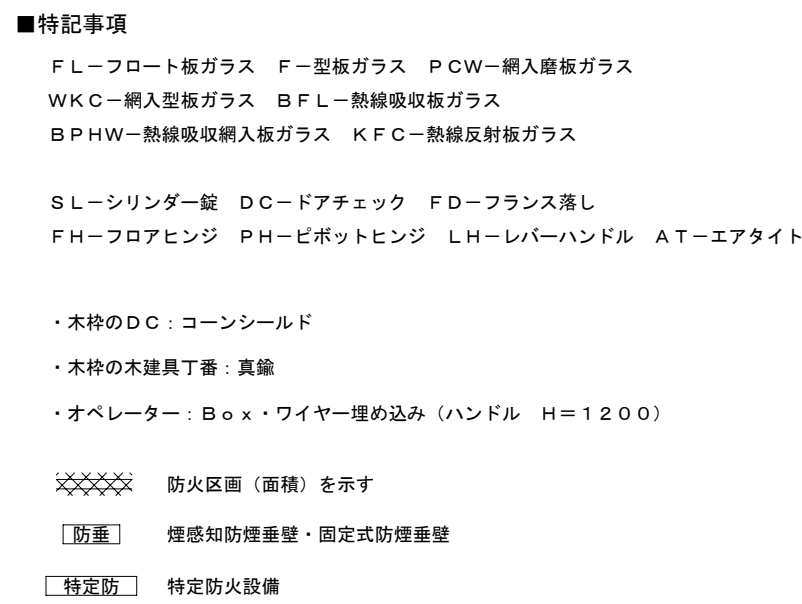 ■特記事項
ＦＬ－フロート板ガラス　Ｆ－型板ガラス　ＰＣＷ－網入磨板ガラス
ＷＫＣ－網入型板ガラス　ＢＦＬ－熱線吸収板ガラス
ＢＰＨＷ－熱線吸収網入板ガラス　ＫＦＣ－熱線反射板ガラス
ＳＬ－シリンダー錠　ＤＣ－ドアチェック　ＦＤ－フランス落し
ＦＨ－フロアヒンジ　ＰＨ－ピボットヒンジ　ＬＨ－レバーハンドル　ＡＴ－エアタイト
・木枠のＤＣ：コーンシールド
・木枠の木建具丁番：真鍮
・オペレーター：Ｂｏｘ・ワイヤー埋め込み（ハンドル　Ｈ＝１２００）
防火区画（面積）を示す
防垂　煙感知防煙垂壁・固定式防煙垂壁
特定防　特定防火設備